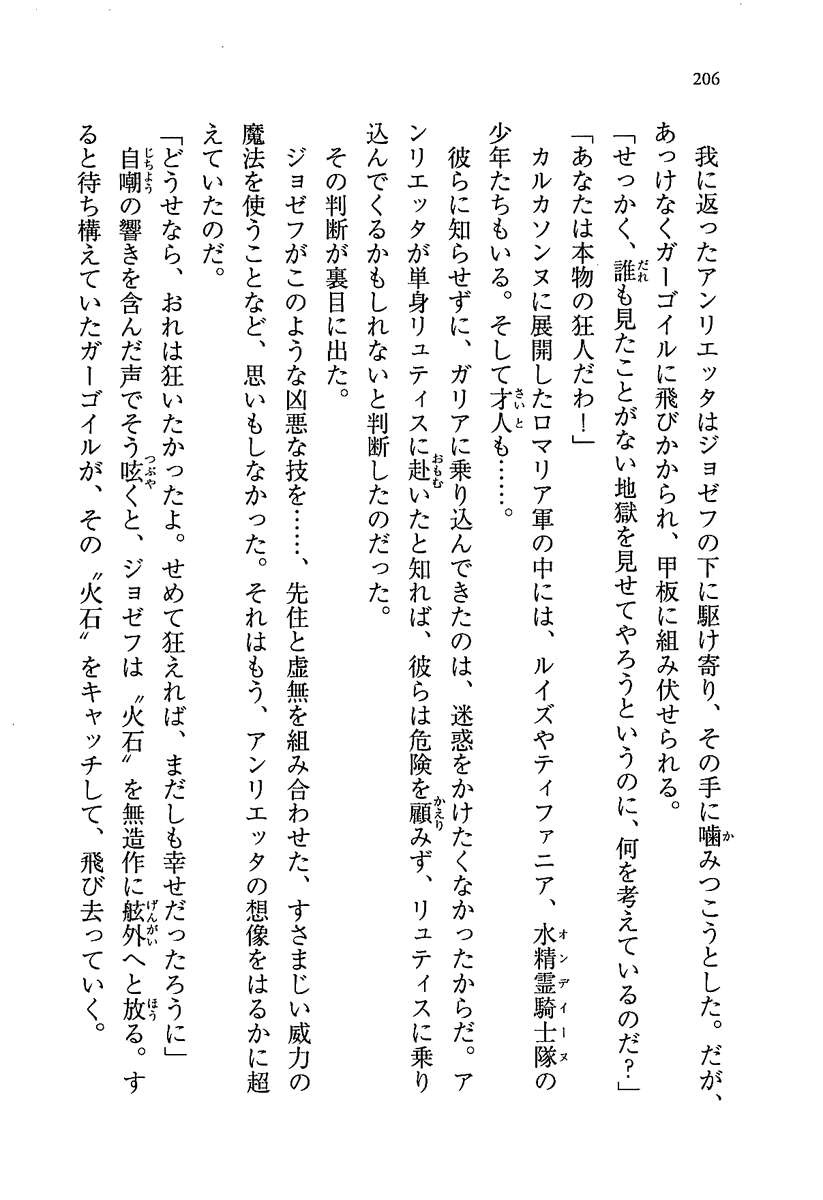 206
我に返ったアンリエッタはジョゼフの下に駆け寄り、その手に噛みつこうとした。だが、
あっけなくガーゴイルに飛びかかられ、甲板に組み伏せられる。
「せっかく、誰も見たことがない地獄を見せてやろうというのに、何を考えているのだ?」
「あなたは本物の狂人だわ!」
カルカソンヌに展開したロマリア軍の中には、ルイズやティファニア、水精霊騎士隊の
少年たちもいる。そして才人も……。
彼らに知らせずに、ガリアに乗り込んできたのは、迷惑をかけたくなかったからだ。ア
ンリエッタが単身リュティスに赴いたと知れば、彼らは危険を顧みず、リュティスに乗り
込んでくるかもしれないと判断したのだった。
その判断が裏目に出た。
ジョゼフがこのような凶悪な技を……、先住と虚無を組み合わせた、すさまじい威力の
魔法を使うことなど、思いもしなかった。それはもう、アンリエッタの想像をはるかに超
えていたのだ。
「どうせなら、おれは狂いたかったよ。せめて狂えれば、まだしも幸せだったろうに」
自嘲の響きを含んだ声でそう呟くと、ジョゼフは〝火石〟を無造作に舷外へと放る。す
ると待ち構えていたガーゴイルが、その〝火石〟をキャッチして、飛び去っていく。